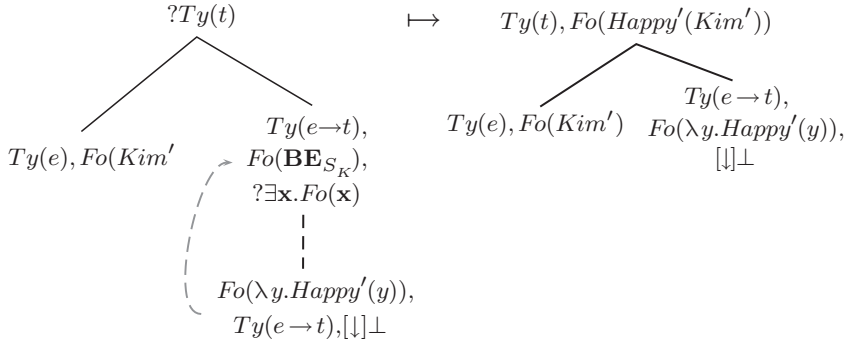 ?Ty(t) ↦ Ty(t), Fo(Happy′(Kim′))
Ty(e), Fo(Kim′
Ty(e→t),
Fo(BE_{S_K}),
?∃x.Fo(x)
Ty(e), Fo(Kim′)
Ty(e→t),
Fo(λy.Happy′(y)),
[↓]⊥
Fo(λy.Happy′(y)),
Ty(e→t),[↓]⊥